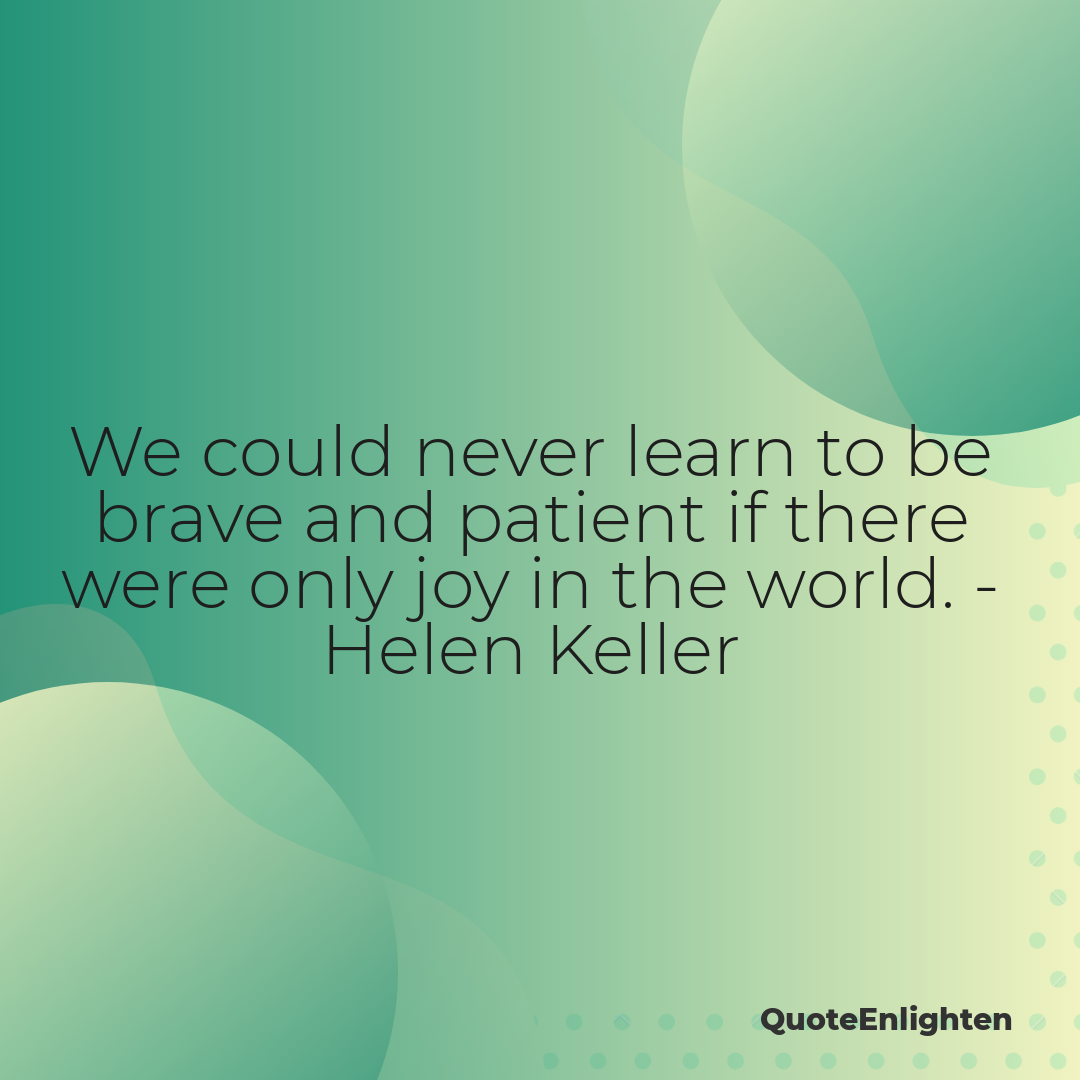 We could never learn to be
brave and patient if there
were only joy in the world. -
Helen Keller
QuoteEnlighten